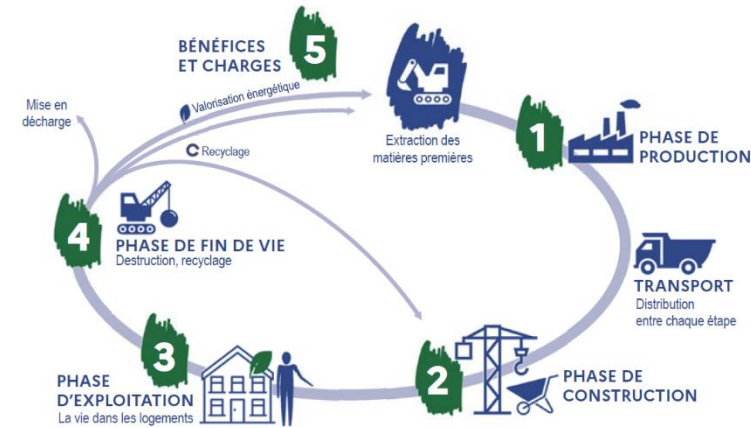 5
BÉNÉFICES
ET CHARGES
Mise en
décharge
Valorisation énergétique
Recyclage
Extraction des
matières premières
1
PHASE DE
PRODUCTION
TRANSPORT
Distribution
entre chaque étape
2
PHASE DE
CONSTRUCTION
3
PHASE
D'EXPLOITATION
La vie dans les logements
4
PHASE DE FIN DE VIE
Destruction, recyclage